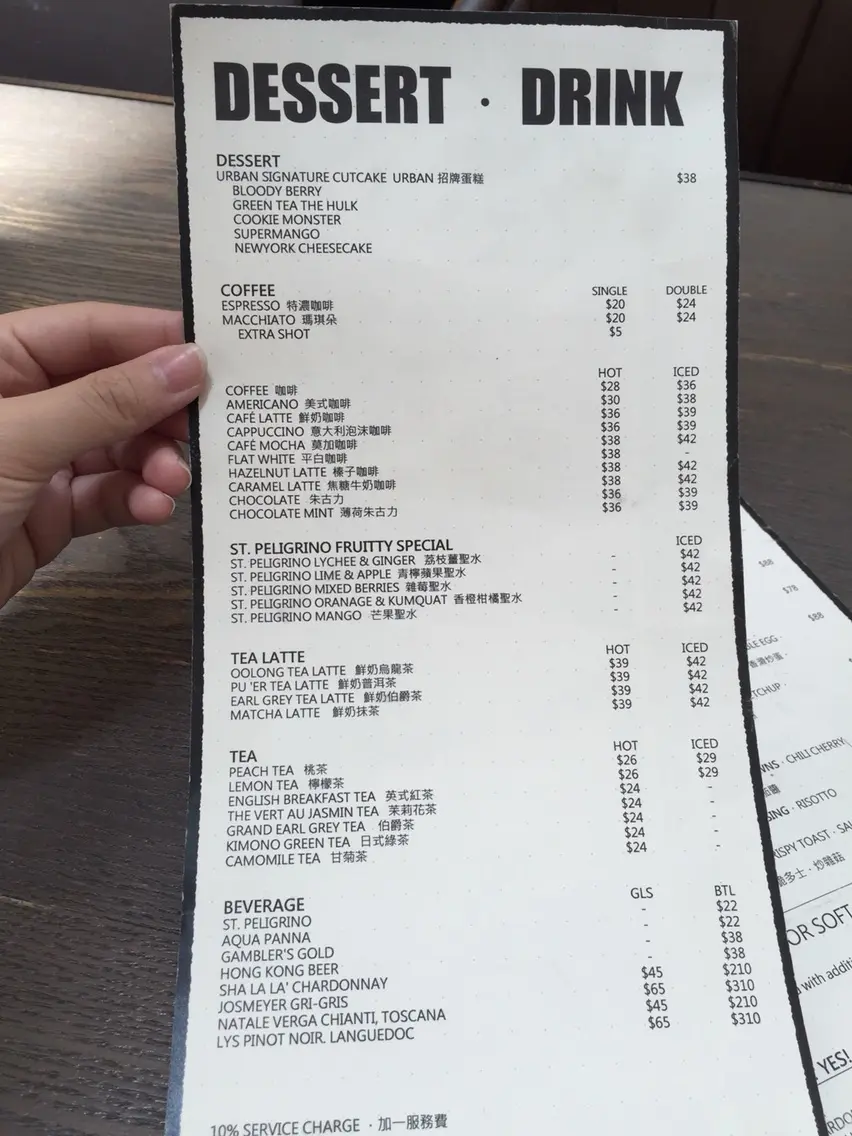 DESSERT · DRINK
DESSERT
URBAN SIGNATURE CUTCAKE URBAN 招牌蛋糕 $38
BLOODY BERRY
GREEN TEA THE HULK
COOKIE MONSTER
SUPERMANGO
NEWYORK CHEESECAKE
COFFEE SINGLE DOUBLE
ESPRESSO 特濃咖啡 $20 $24
MACCHIATO 瑪琪朵 $20 $24
EXTRA SHOT $5
HOT ICED
COFFEE 咖啡 $28 $36
AMERICANO 美式咖啡 $30 $38
CAFÉ LATTE 鮮奶咖啡 $36 $39
CAPPUCCINO 意大利泡沫咖啡 $36 $39
CAFÉ MOCHA 莫加咖啡 $38 $42
FLAT WHITE 平白咖啡 $38 -
HAZELNUT LATTE 榛子咖啡 $38 $42
CARAMEL LATTE 焦糖牛奶咖啡 $38 $42
CHOCOLATE 朱古力 $36 $39
CHOCOLATE MINT 薄荷朱古力 $36 $39
ST. PELIGRINO FRUITTY SPECIAL ICED
ST. PELIGRINO LYCHEE & GINGER 荔枝薑聖水 - $42
ST. PELIGRINO LIME & APPLE 青檸蘋果聖水 - $42
ST. PELIGRINO MIXED BERRIES 雜莓聖水 - $42
ST. PELIGRINO ORANAGE & KUMQUAT 香橙柑橘聖水 - $42
ST. PELIGRINO MANGO 芒果聖水 - $42
TEA LATTE HOT ICED
OOLONG TEA LATTE 鮮奶烏龍茶 $39 $42
PU 'ER TEA LATTE 鮮奶普洱茶 $39 $42
EARL GREY TEA LATTE 鮮奶伯爵茶 $39 $42
MATCHA LATTE 鮮奶抹茶 $39 $42
TEA HOT ICED
PEACH TEA 桃茶 $26 $29
LEMON TEA 檸檬茶 $26 $29
ENGLISH BREAKFAST TEA 英式紅茶 $24 -
THE VERT AU JASMIN TEA 茉莉花茶 $24 -
GRAND EARL GREY TEA 伯爵茶 $24 -
KIMONO GREEN TEA 日式綠茶 $24 -
CAMOMILE TEA 甘菊茶 $24 -
BEVERAGE GLS BTL
ST. PELIGRINO - $22
AQUA PANNA - $22
GAMBLER'S GOLD - $38
HONG KONG BEER - $38
SHA LA LA' CHARDONNAY $45 $210
JOSMEYER GRI-GRIS $65 $310
NATALE VERGA CHIANTI, TOSCANA $45 $210
LYS PINOT NOIR. LANGUEDOC $65 $310
10% SERVICE CHARGE · 加一服務費
$88
$78
$88
EGG ·
· CHILI CHERRY
· RISOTTO
TOAST ·
多士 · 炒雜菇
OR SOFT
with
YES!